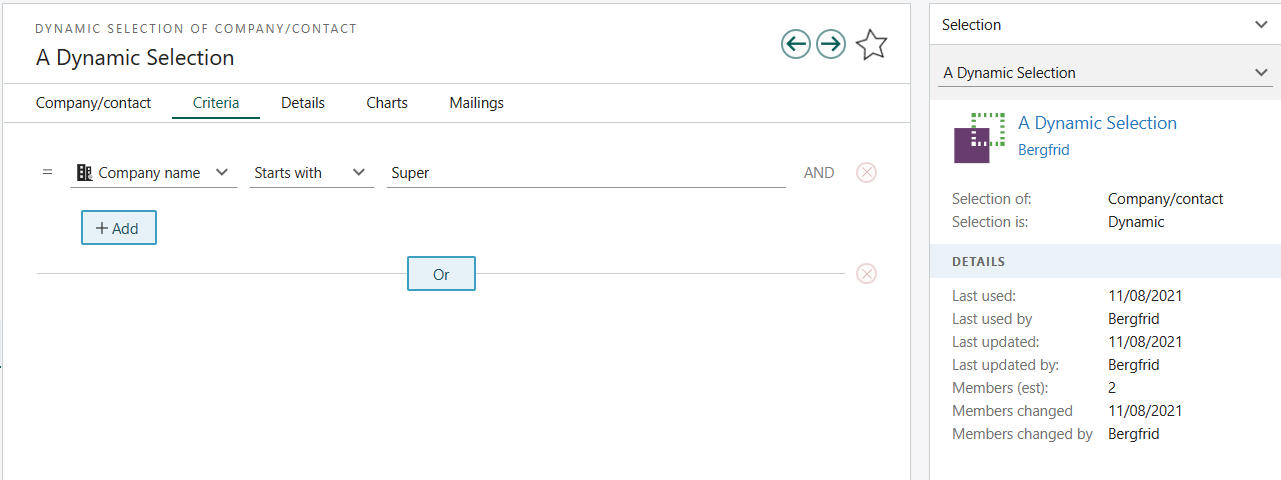 DYNAMIC SELECTION OF COMPANY/CONTACT
A Dynamic Selection
Company/contact Criteria Details Charts Mailings
= Company name Starts with Super AND
+ Add
Or
Selection
A Dynamic Selection
A Dynamic Selection
Bergfrid
Selection of: Company/contact
Selection is: Dynamic
DETAILS
Last used: 11/08/2021
Last used by Bergfrid
Last updated: 11/08/2021
Last updated by: Bergfrid
Members (est): 2
Members changed 11/08/2021
Members changed by Bergfrid